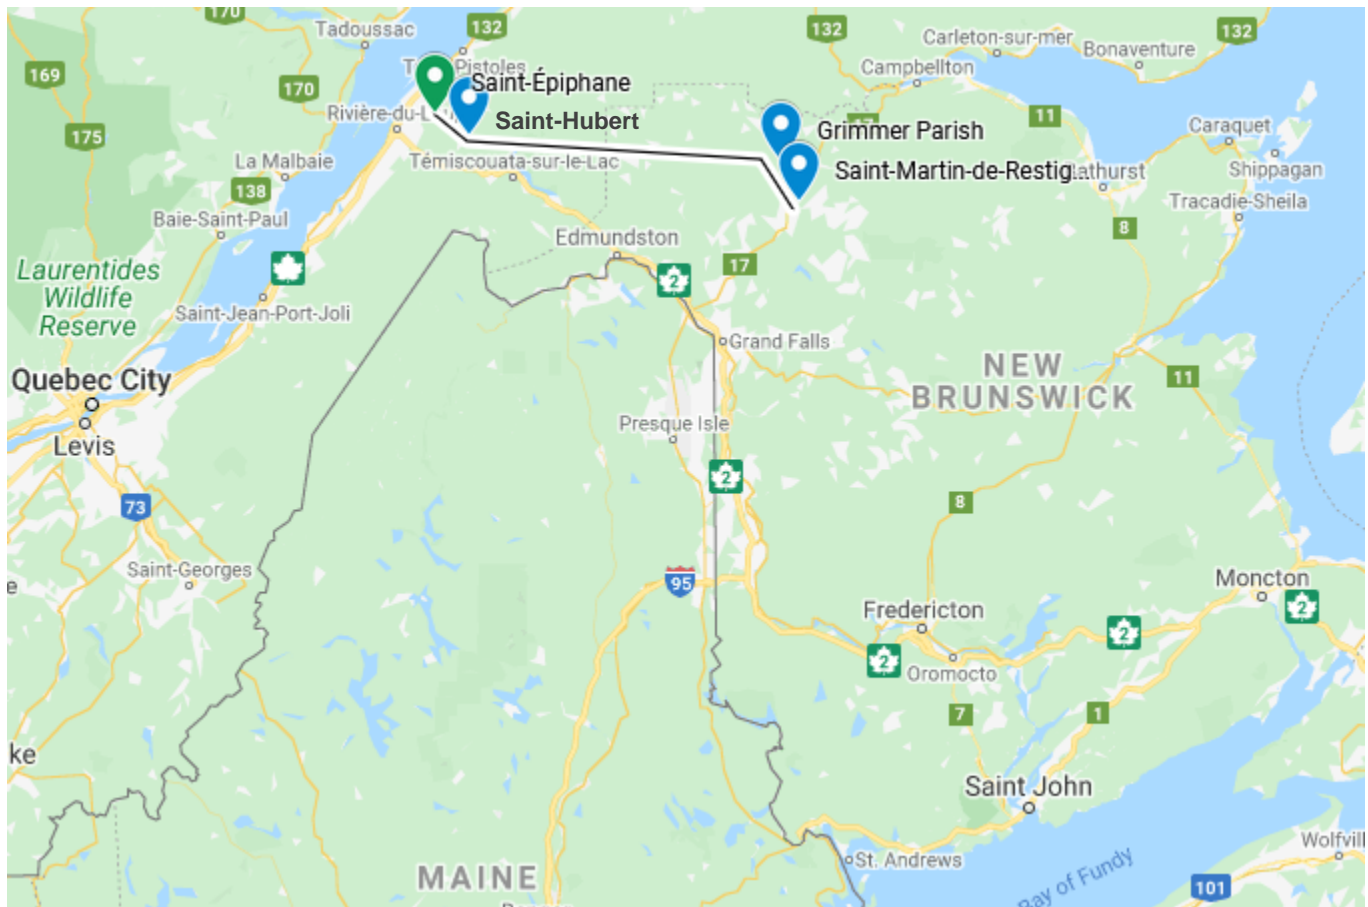 170
Tadoussac
132
132
132
Carleton-sur-mer
Bonaventure
169
Pistoles
Saint-Épiphane
Campbellton
170
Rivière-du-L
Saint-Hubert
11
17
Grimmer Parish
Caraquet
175
La Malbaie
Témiscouata-sur-le-Lac
Saint-Martin-de-Restig...
athurst
Shippagan
138
Tracadie-Sheila
Baie-Saint-Paul
8
Edmundston
17
Laurentides
Wildlife
Reserve
2
Saint-Jean-Port-Joli
Grand Falls
NEW
BRUNSWICK
11
Quebec City
Levis
Presque Isle
2
8
73
Saint-Georges
95
e
Moncton
2
Fredericton
2
2
Oromocto
7
1
ke
Saint John
St. Andrews
Wolfvill
MAINE
Bay of Fundy
101